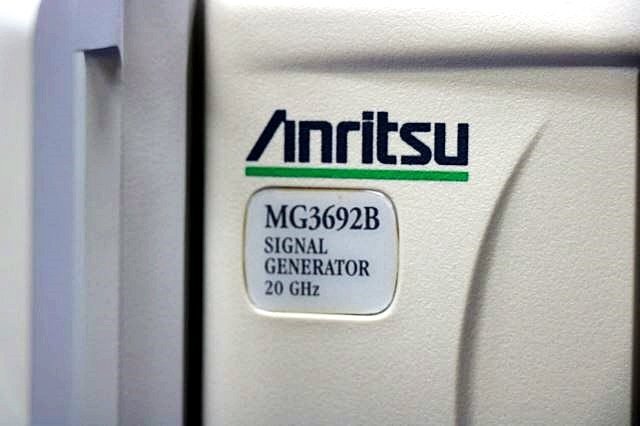 Anritsu
MG3692B
SIGNAL
GENERATOR
20 GHz